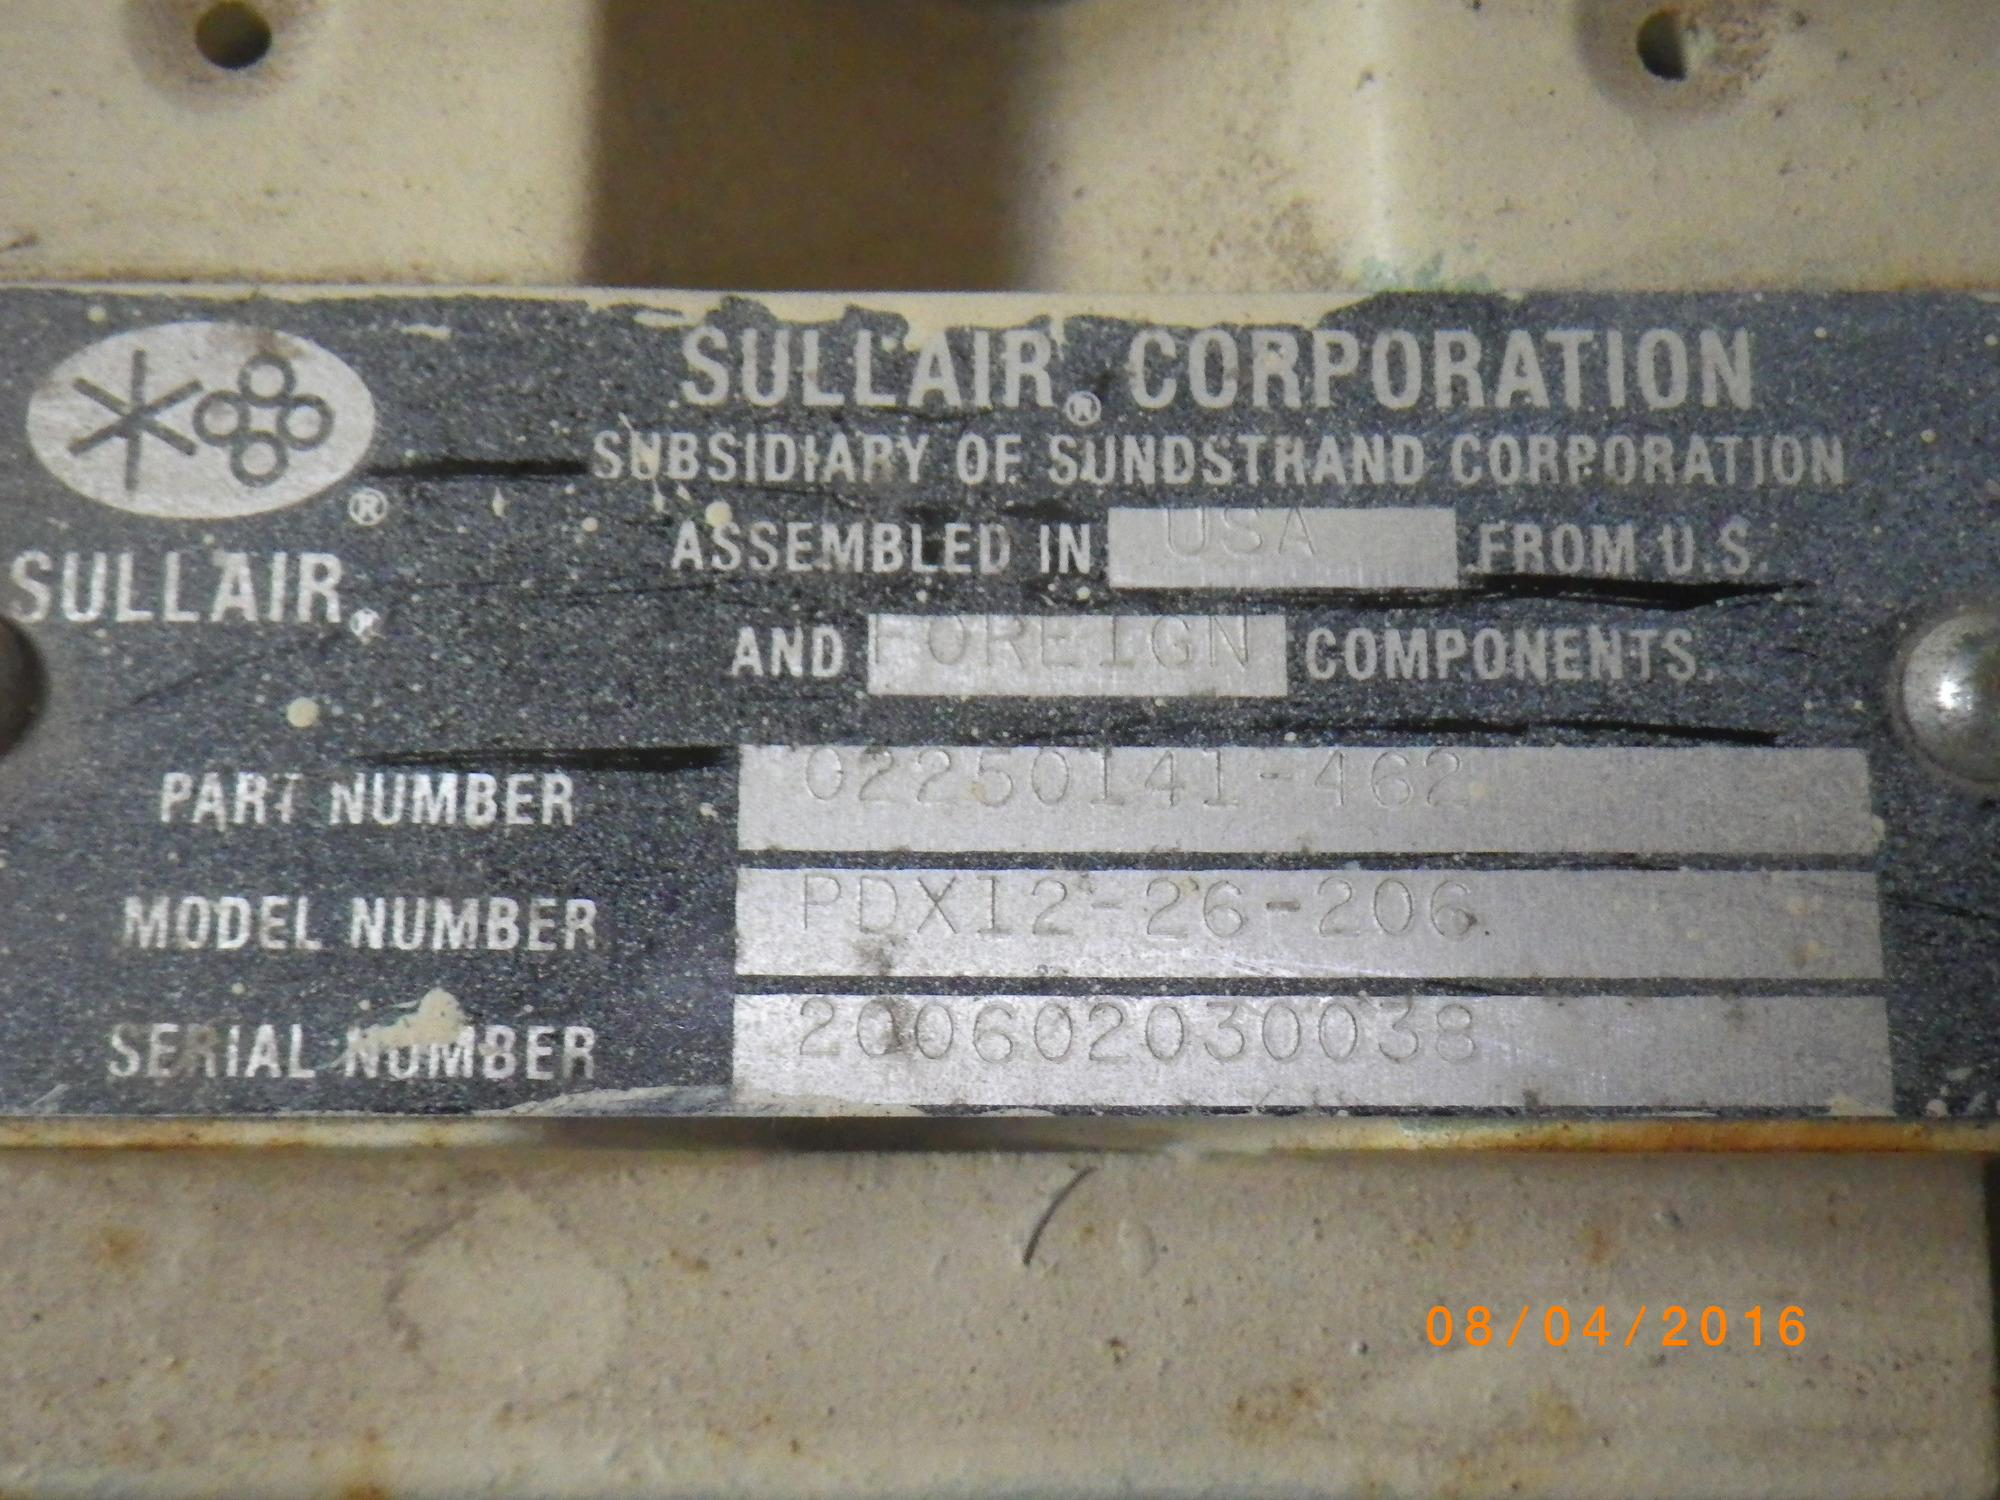 SULLAIR® CORPORATION
SUBSIDIARY OF SUNDSTRAND CORPORATION
ASSEMBLED IN USA FROM U.S.
AND FOREIGN COMPONENTS.
®
SULLAIR®
PART NUMBER 02250141-462
MODEL NUMBER PDX12-26-206
SERIAL NUMBER 200602030038
08/04/2016